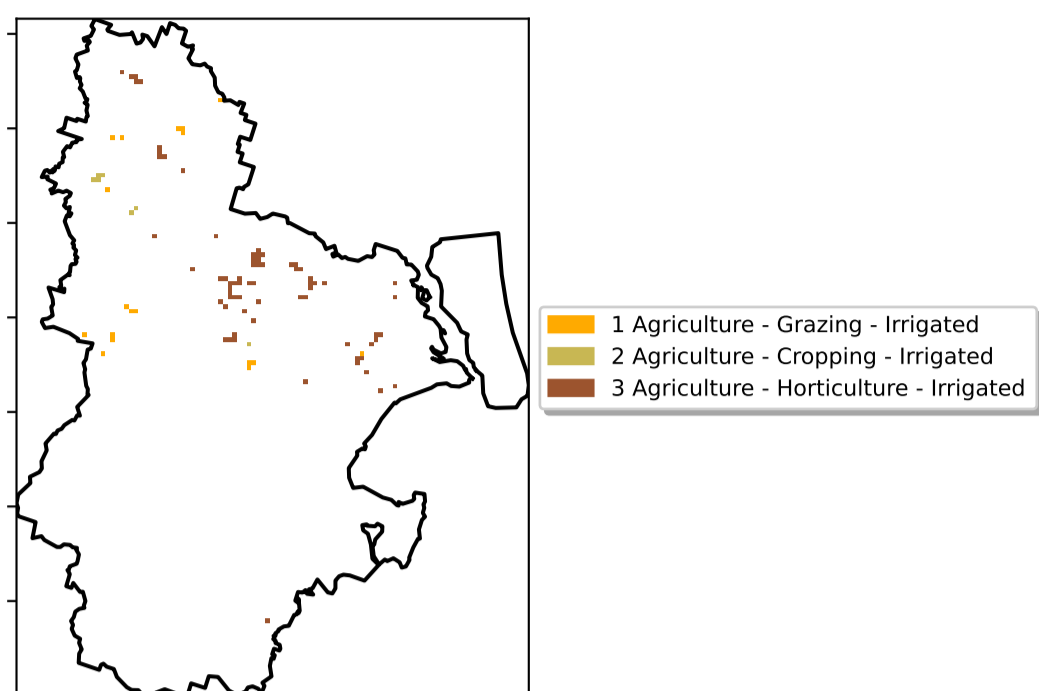 1 Agriculture - Grazing - Irrigated
2 Agriculture - Cropping - Irrigated
3 Agriculture - Horticulture - Irrigated